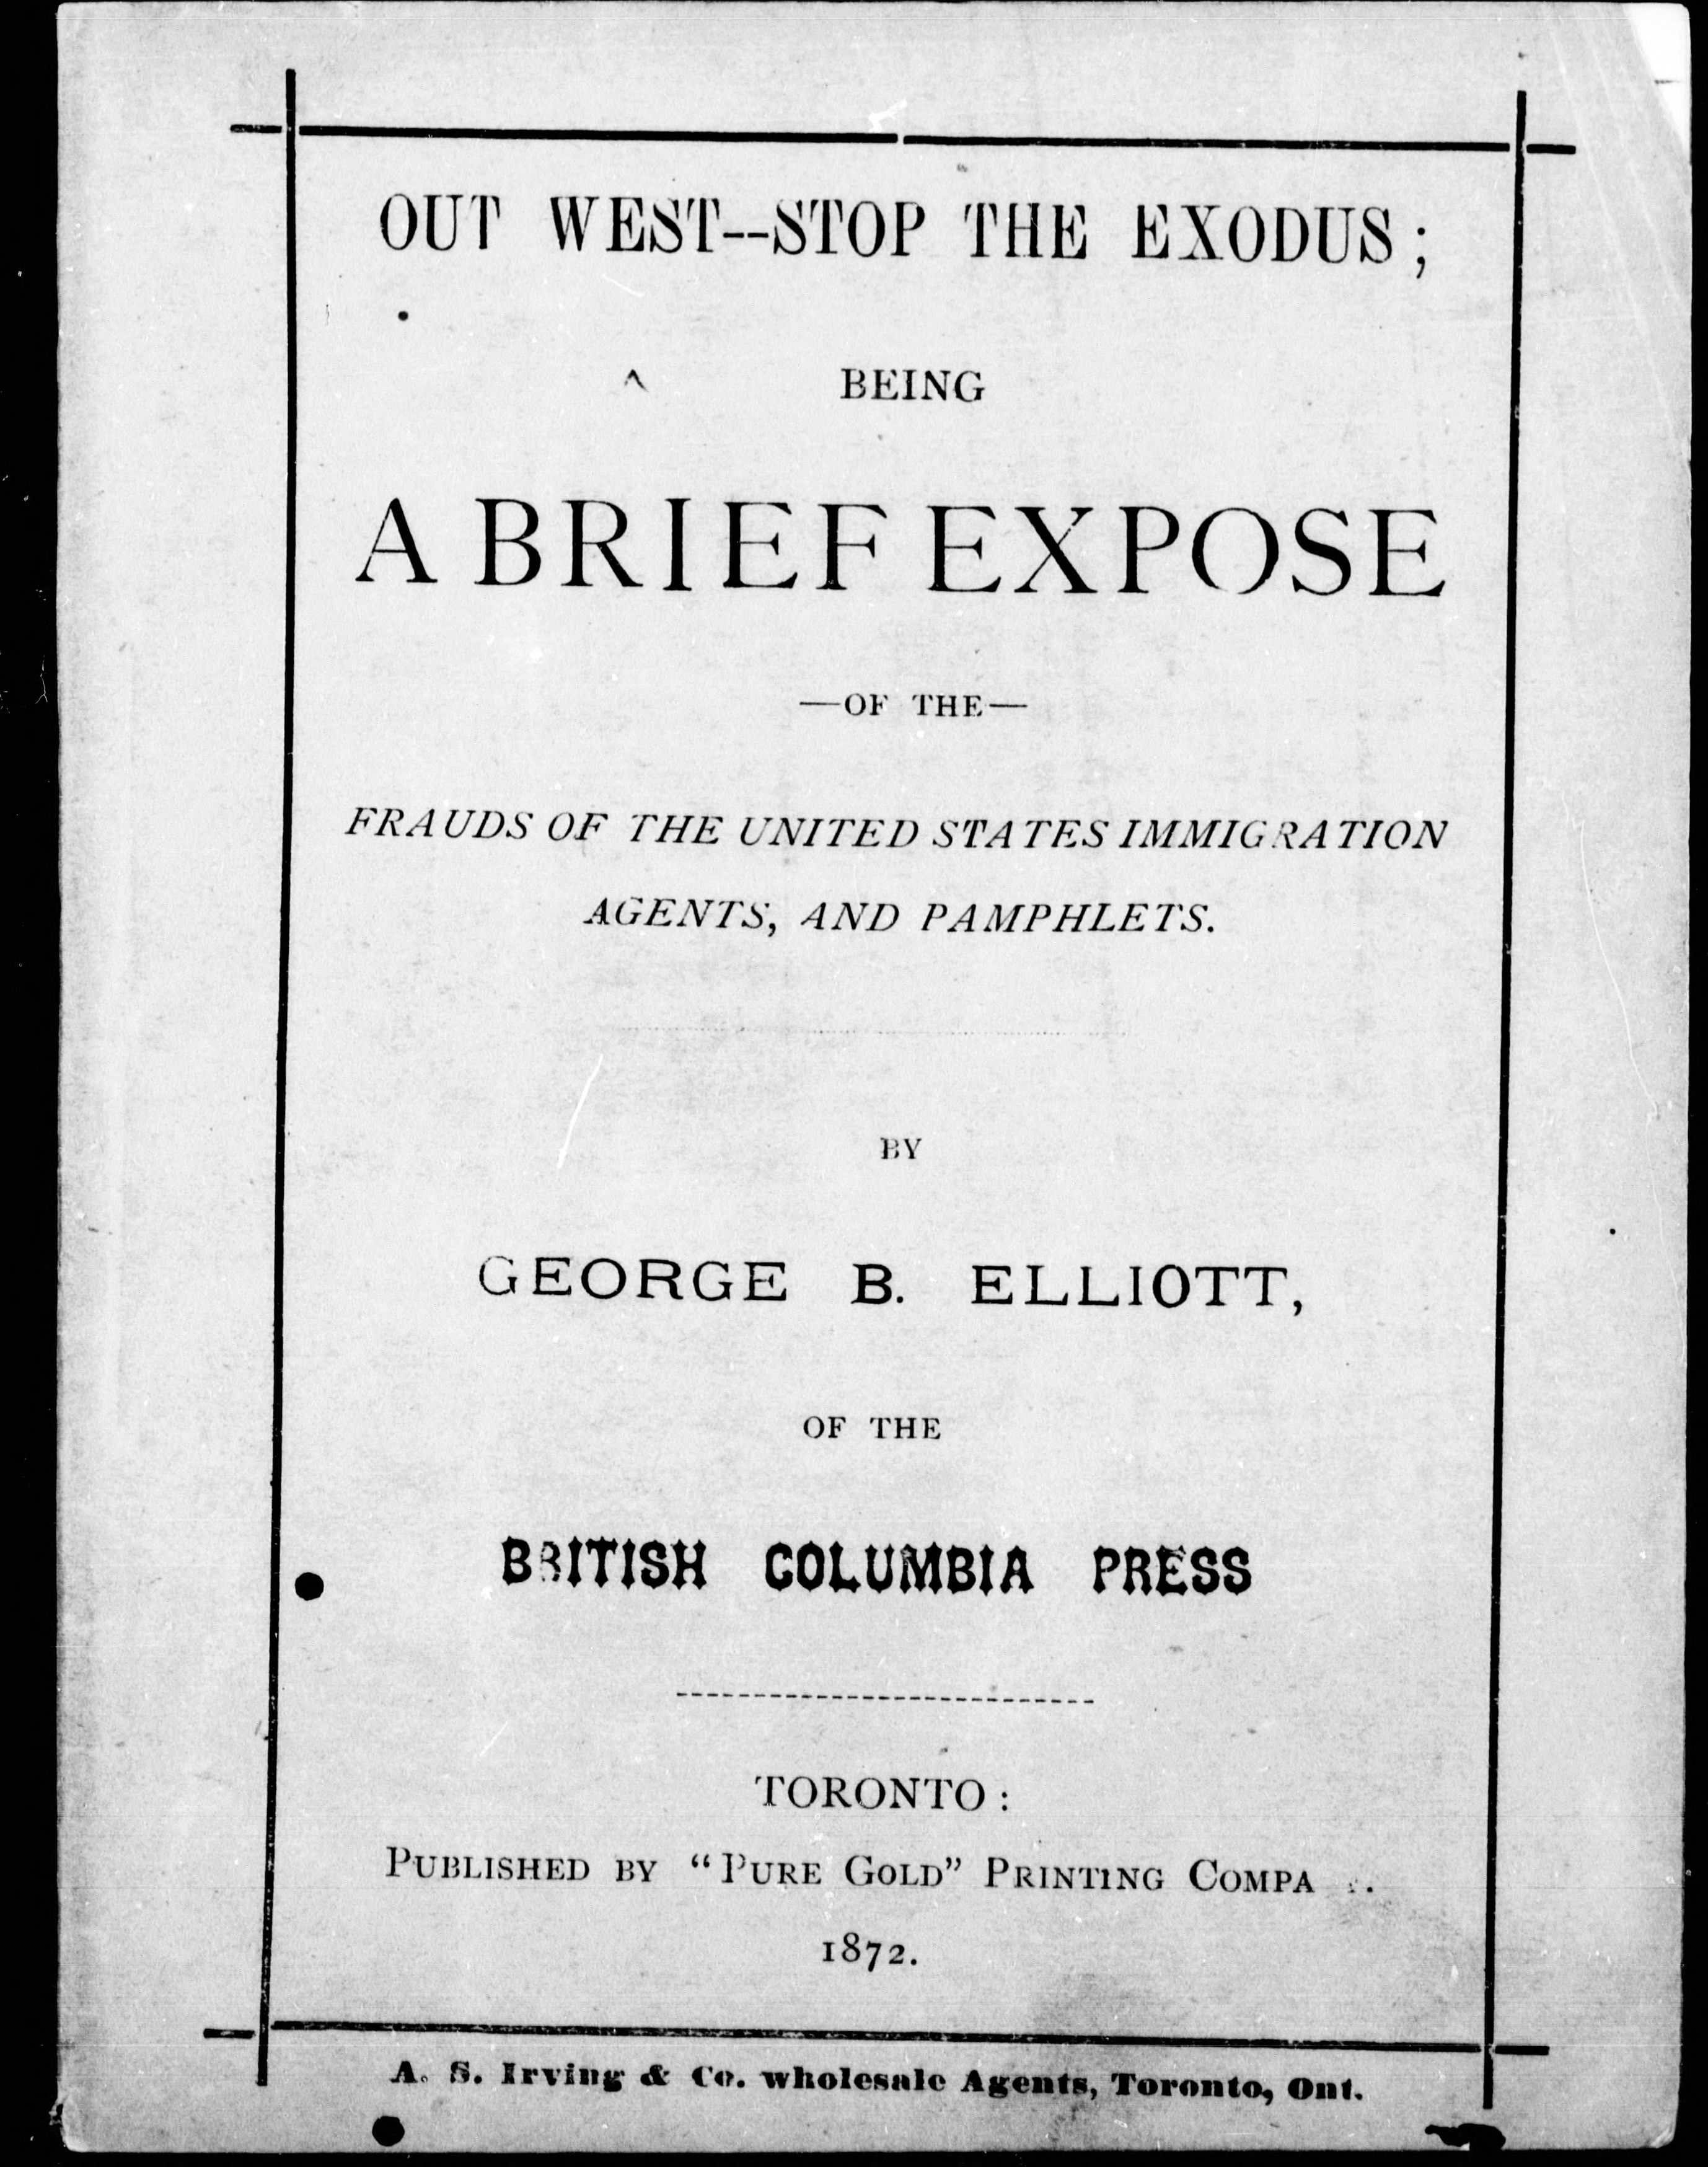 OUT WEST--STOP THE EXODUS;
BEING
A BRIEF EXPOSE
—OF THE—
FRAUDS OF THE UNITED STATES IMMIGRATION
AGENTS, AND PAMPHLETS.
BY
GEORGE B. ELLIOTT,
OF THE
BRITISH COLUMBIA PRESS
TORONTO:
PUBLISHED BY "PURE GOLD" PRINTING COMPA .
1872.
A. S. Irving & Co. wholesale Agents, Toronto, Ont.